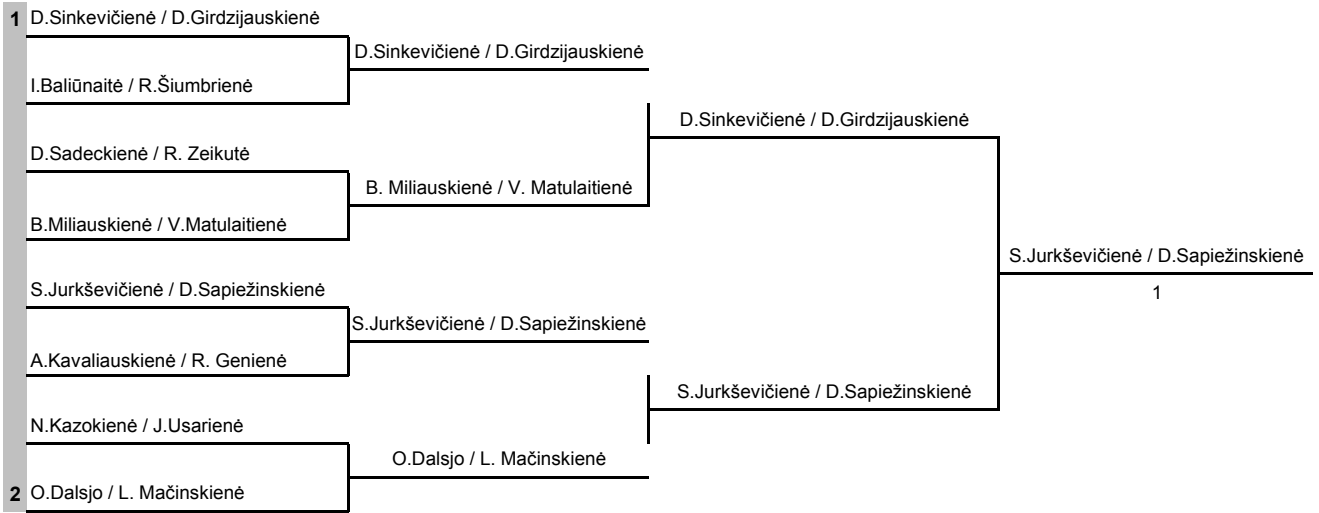 1 D.Sinkevičienė / D.Girdzijauskienė
D.Sinkevičienė / D.Girdzijauskienė
I.Baliūnaitė / R.Šiumbrienė
D.Sinkevičienė / D.Girdzijauskienė
D.Sadeckienė / R. Zeikutė
B. Miliauskienė / V. Matulaitienė
B.Miliauskienė / V.Matulaitienė
S.Jurkševičienė / D.Sapiežinskienė
1
S.Jurkševičienė / D.Sapiežinskienė
S.Jurkševičienė / D.Sapiežinskienė
A.Kavaliauskienė / R. Genienė
S.Jurkševičienė / D.Sapiežinskienė
N.Kazokienė / J.Usarienė
O.Dalsjo / L. Mačinskienė
2 O.Dalsjo / L. Mačinskienė